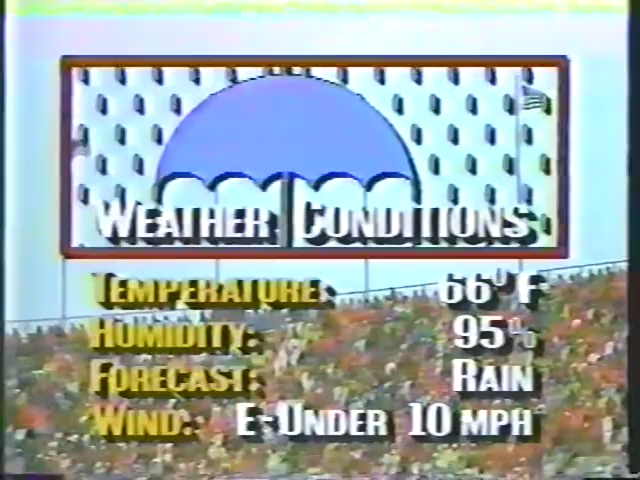 WEATHER CONDITIONS
TEMPERATURE: 66° F
HUMIDITY: 95%
FORECAST: RAIN
WIND: E-UNDER 10 MPH